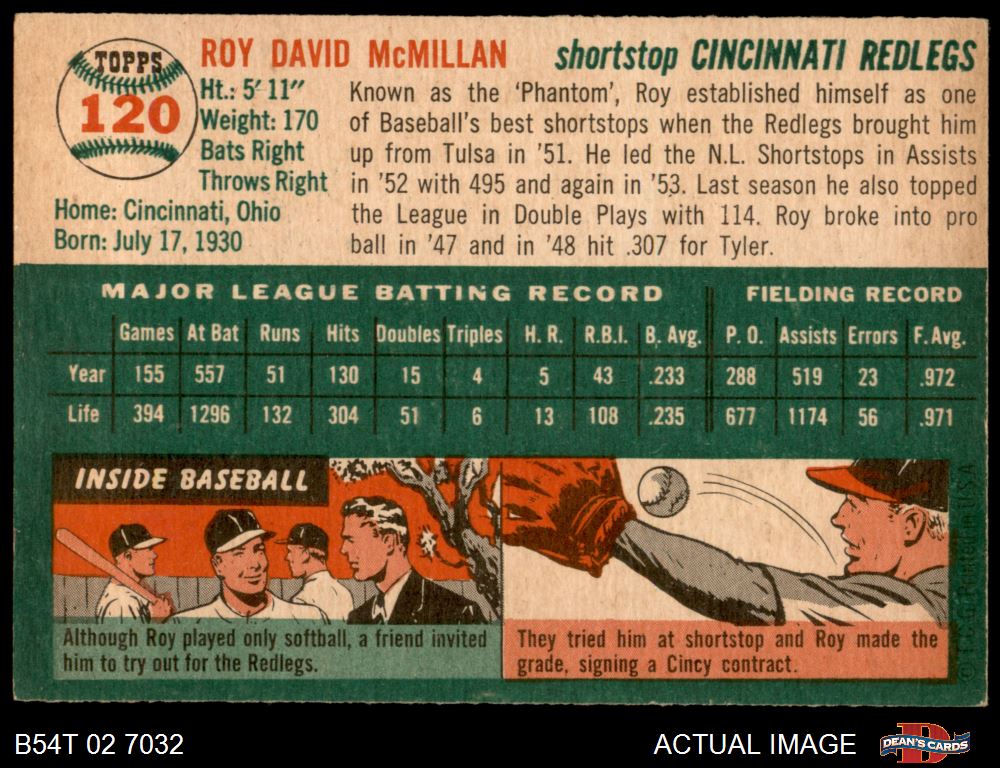 TOPPS
120
ROY DAVID McMILLAN
shortstop CINCINNATI REDLEGS
Ht.: 5' 11"
Weight: 170
Bats Right
Throws Right
Home: Cincinnati, Ohio
Born: July 17, 1930
Known as the 'Phantom', Roy established himself as one
of Baseball's best shortstops when the Redlegs brought him
up from Tulsa in '51. He led the N.L. Shortstops in Assists
in '52 with 495 and again in '53. Last season he also topped
the League in Double Plays with 114. Roy broke into pro
ball in '47 and in '48 hit .307 for Tyler.
MAJOR LEAGUE BATTING RECORD FIELDING RECORD
Games At Bat Runs Hits Doubles Triples H. R. R.B.I. B. Avg. P. O. Assists Errors F. Avg.
Year 155 557 51 130 15 4 5 43 .233 288 519 23 .972
Life 394 1296 132 304 51 6 13 108 .235 677 1174 56 .971
INSIDE BASEBALL
Although Roy played only softball, a friend invited
him to try out for the Redlegs.
They tried him at shortstop and Roy made the
grade, signing a Cincy contract.
B54T 02 7032
ACTUAL IMAGE
DEAN'S CARDS